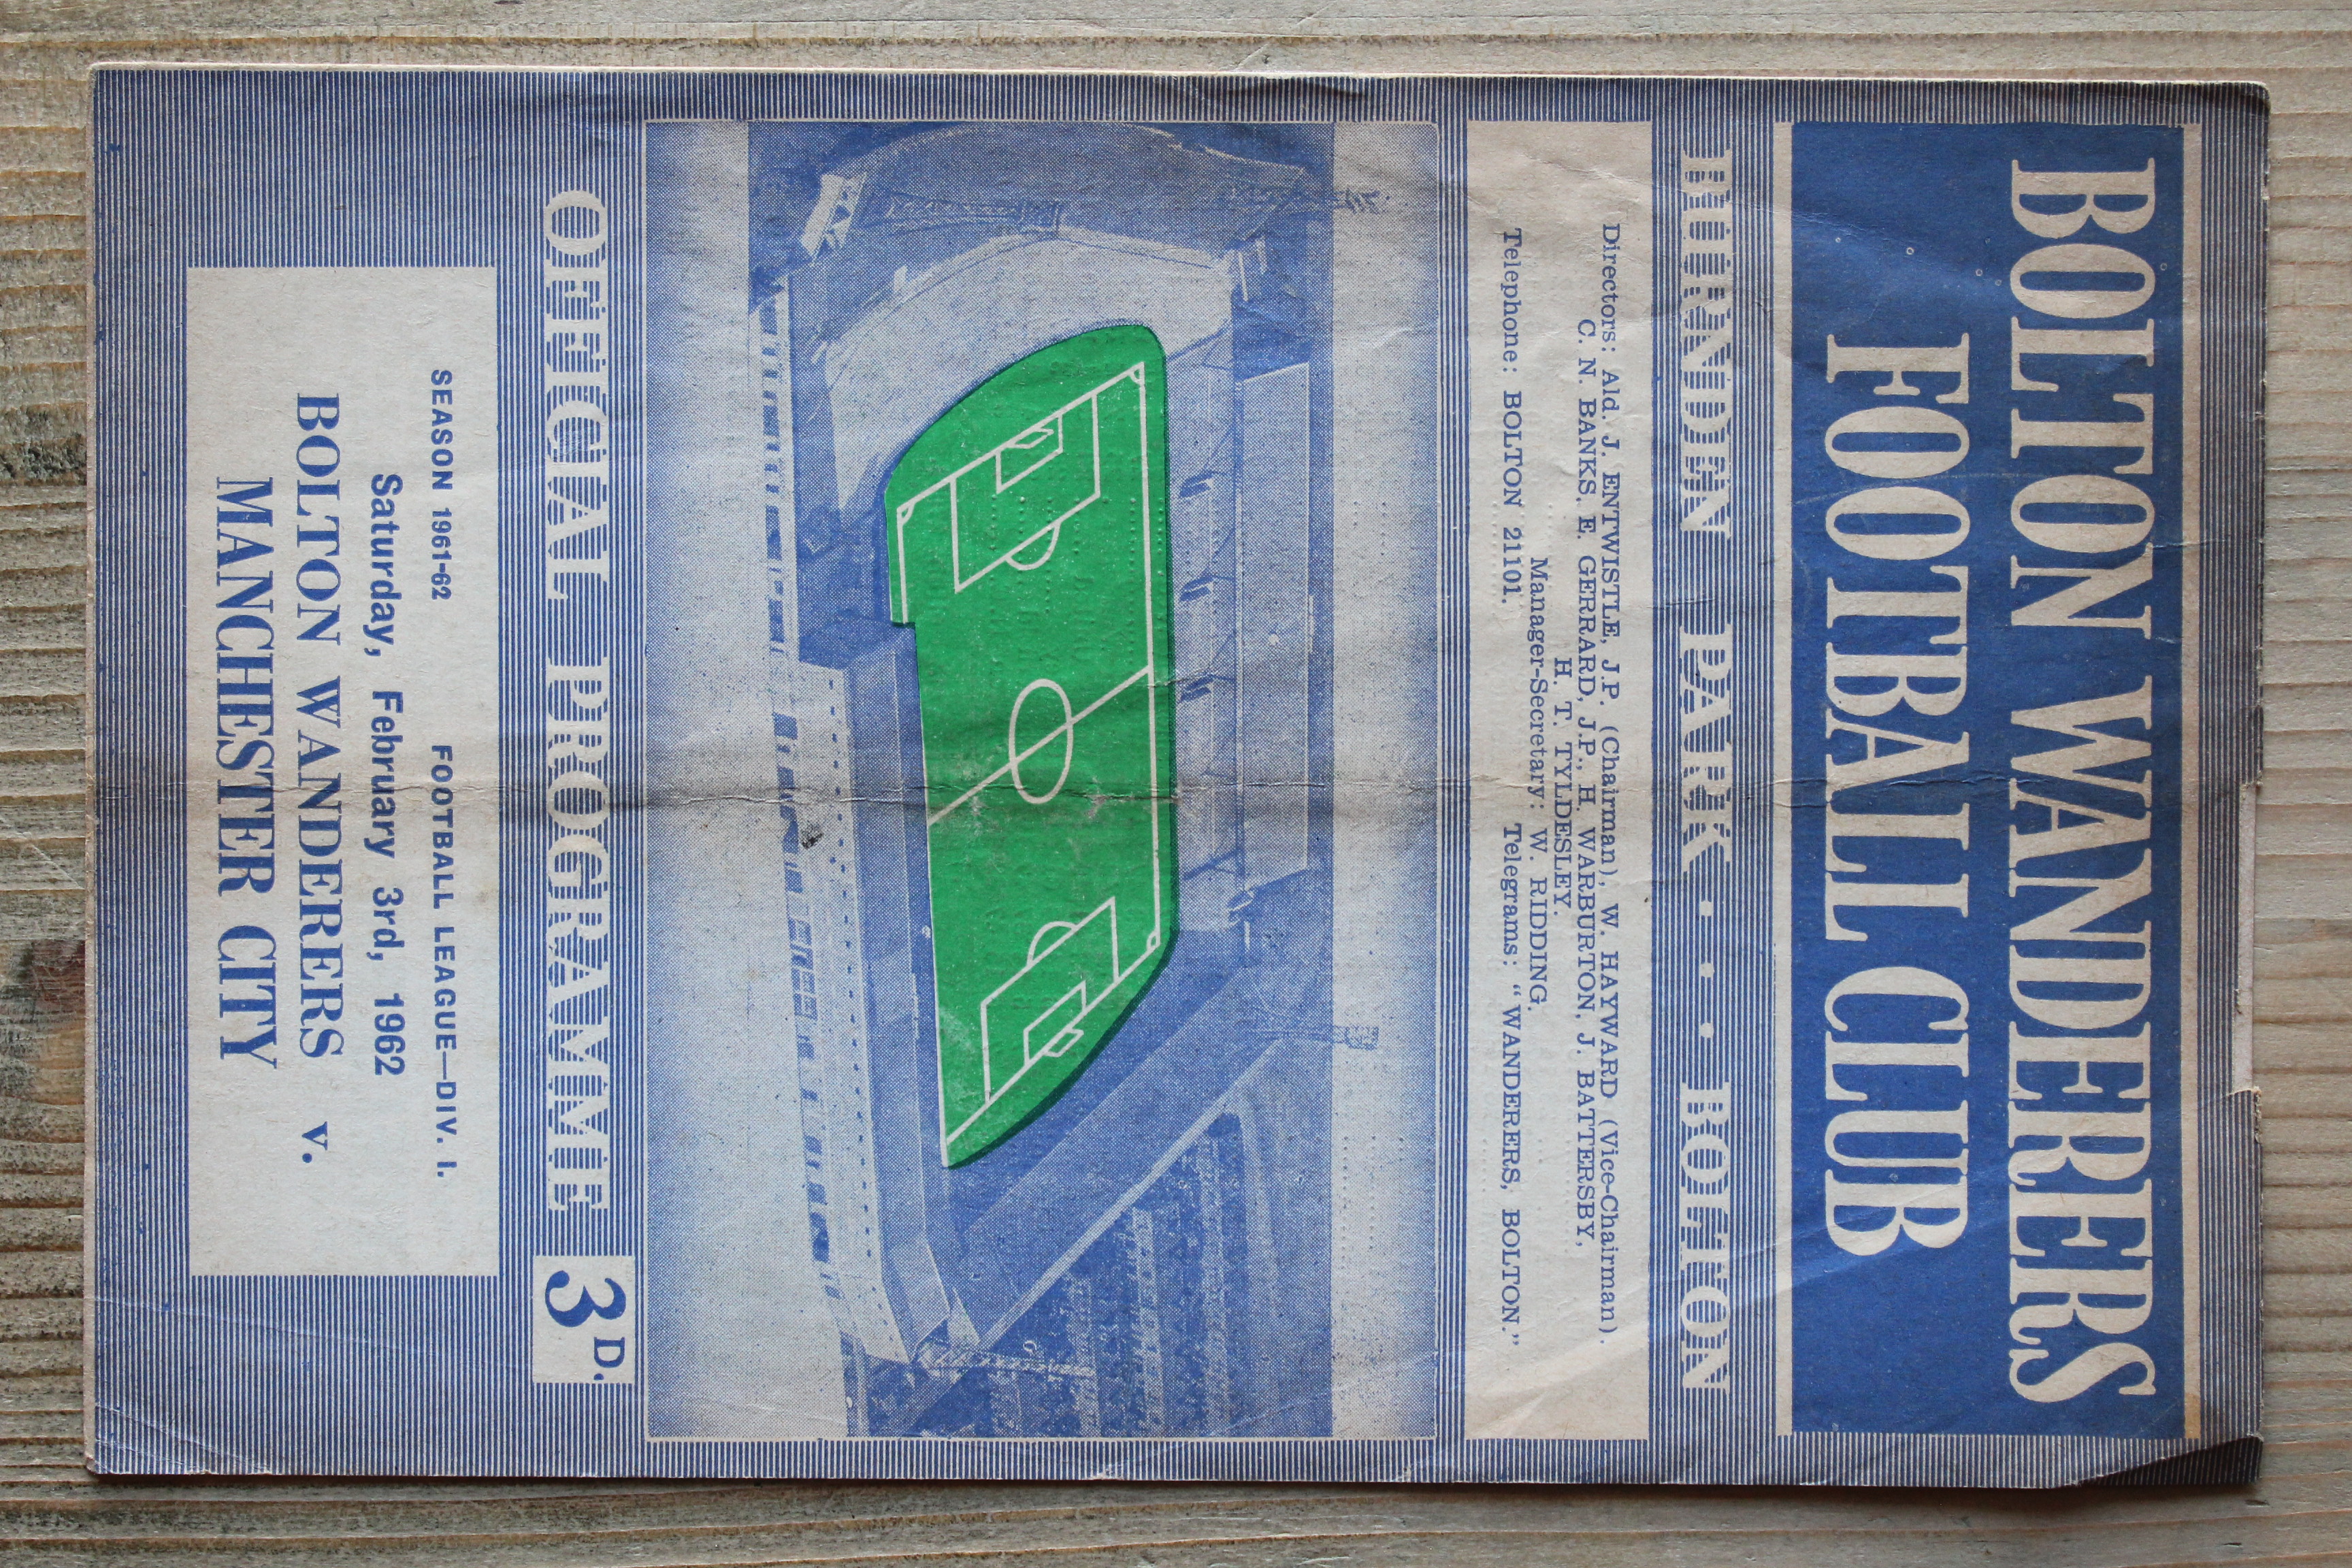 BOLTON WANDERERS
FOOTBALL CLUB
BURNDEN PARK . . . BOLTON
Directors: Ald. J. ENTWISTLE, J.P. (Chairman), W. HAYWARD (Vice-Chairman).
C. N. BANKS, E. GERRARD, J.P., H. WARBURTON, J. BATTERSBY,
H. T. TYLDESLEY.
Manager-Secretary: W. RIDDING.
Telephone: BOLTON 21101. Telegrams: "WANDERERS, BOLTON."
OFFICIAL PROGRAMME 3D.
SEASON 1961-62 FOOTBALL LEAGUE—DIV. I.
Saturday, February 3rd, 1962
BOLTON WANDERERS v.
MANCHESTER CITY